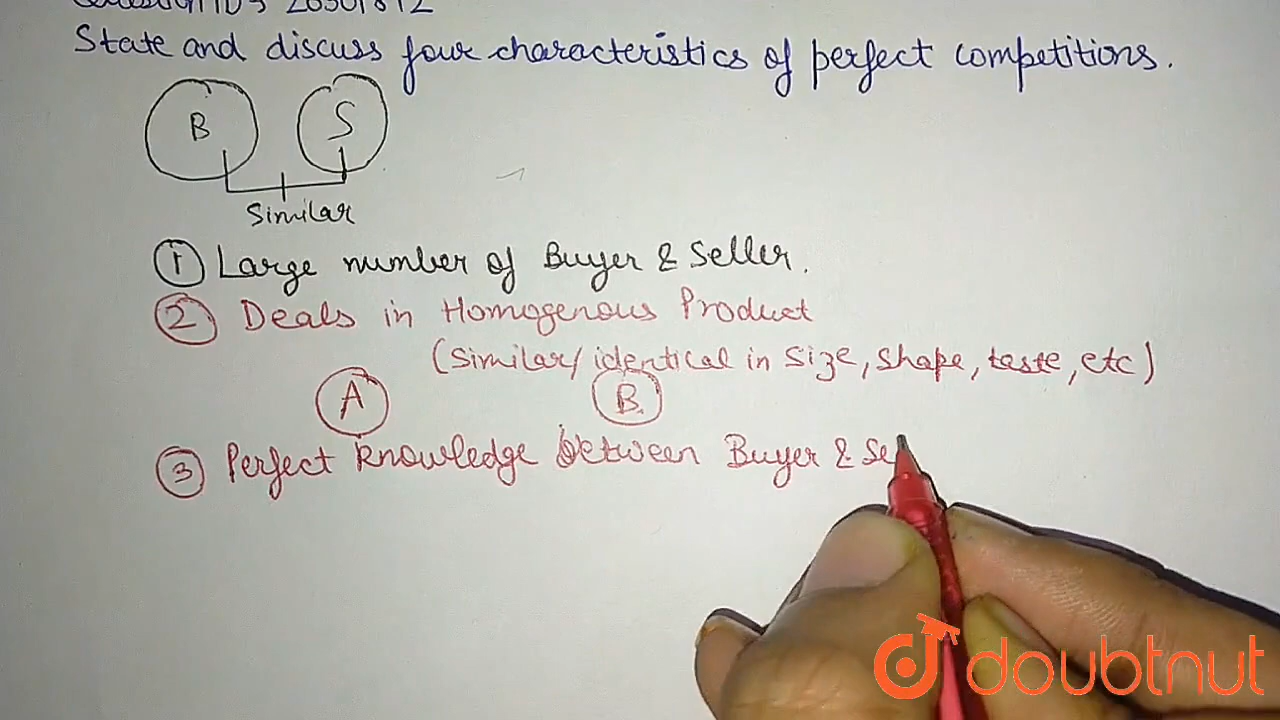 State and discuss four characteristics of perfect competitions.
B S
Similar
1 Large number of Buyer & Seller.
2 Deals in Homogenous Product
(Similar/identical in Size, Shape, taste, etc)
A B.
3 Perfect knowledge between Buyer & Se
doubtnut